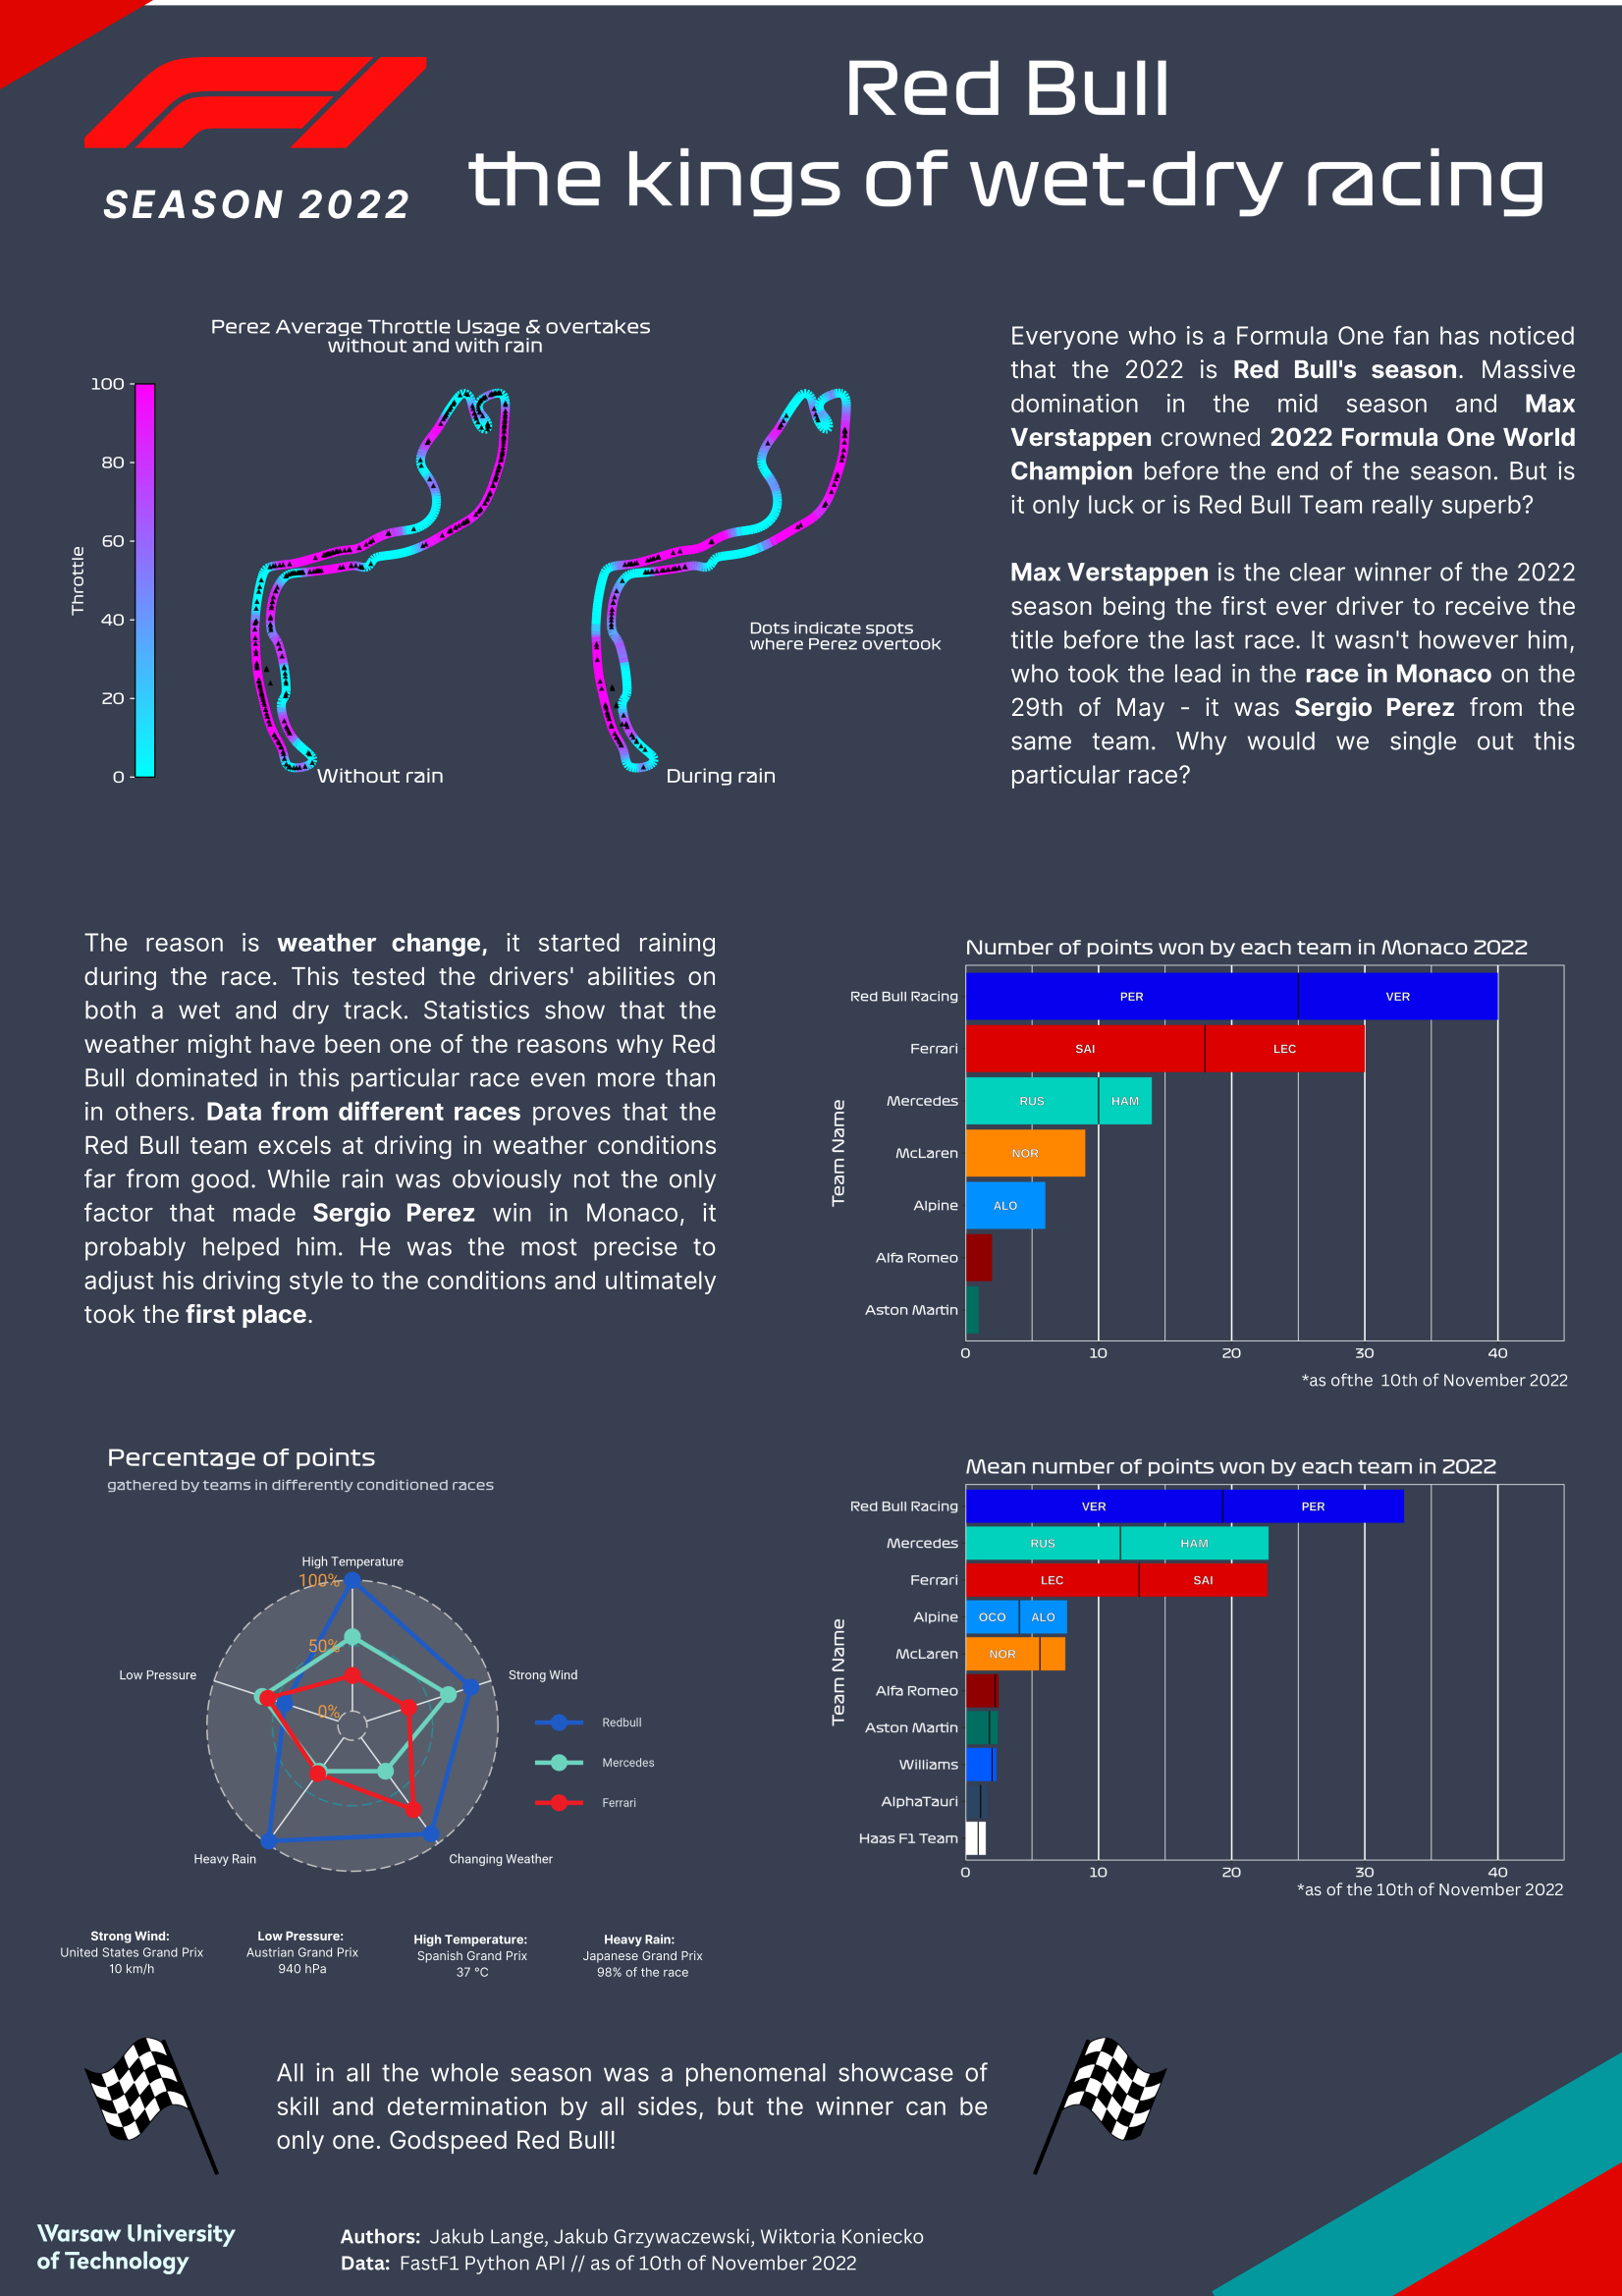 SEASON 2022
Red Bull
the kings of wet-dry racing
Perez Average Throttle Usage & overtakes
without and with rain
100
80
60
40
20
0
Throttle
Without rain
During rain
Dots indicate spots
where Perez overtook
Everyone who is a Formula One fan has noticed
that the 2022 is Red Bull's season. Massive
domination in the mid season and Max
Verstappen crowned 2022 Formula One World
Champion before the end of the season. But is
it only luck or is Red Bull Team really superb?
Max Verstappen is the clear winner of the 2022
season being the first ever driver to receive the
title before the last race. It wasn't however him,
who took the lead in the race in Monaco on the
29th of May - it was Sergio Perez from the
same team. Why would we single out this
particular race?
The reason is weather change, it started raining
during the race. This tested the drivers' abilities on
both a wet and dry track. Statistics show that the
weather might have been one of the reasons why Red
Bull dominated in this particular race even more than
in others. Data from different races proves that the
Red Bull team excels at driving in weather conditions
far from good. While rain was obviously not the only
factor that made Sergio Perez win in Monaco, it
probably helped him. He was the most precise to
adjust his driving style to the conditions and ultimately
took the first place.
Number of points won by each team in Monaco 2022
Team Name
Red Bull Racing PER VER
Ferrari SAI LEC
Mercedes RUS HAM
McLaren NOR
Alpine ALO
Alfa Romeo
Aston Martin
0 10 20 30 40
*as ofthe 10th of November 2022
Percentage of points
gathered by teams in differently conditioned races
High Temperature
100%
50%
0%
Low Pressure
Strong Wind
Heavy Rain
Changing Weather
Redbull
Mercedes
Ferrari
Mean number of points won by each team in 2022
Team Name
Red Bull Racing VER PER
Mercedes RUS HAM
Ferrari LEC SAI
Alpine OCO ALO
McLaren NOR
Alfa Romeo
Aston Martin
Williams
AlphaTauri
Haas F1 Team
0 10 20 30 40
*as of the 10th of November 2022
Strong Wind:
United States Grand Prix
10 km/h
Low Pressure:
Austrian Grand Prix
940 hPa
High Temperature:
Spanish Grand Prix
37 °C
Heavy Rain:
Japanese Grand Prix
98% of the race
All in all the whole season was a phenomenal showcase of
skill and determination by all sides, but the winner can be
only one. Godspeed Red Bull!
Warsaw University
of Technology
Authors: Jakub Lange, Jakub Grzywaczewski, Wiktoria Koniecko
Data: FastF1 Python API // as of 10th of November 2022